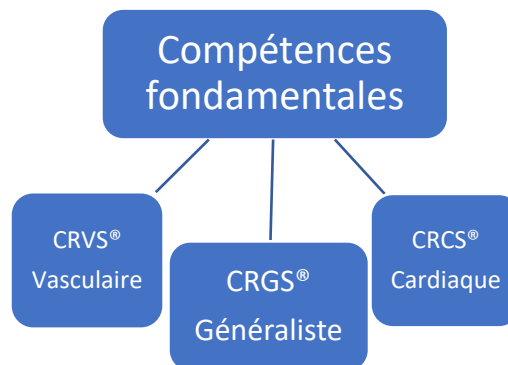 Compétences
fondamentales
CRVS®
Vasculaire
CRGS®
Généraliste
CRCS®
Cardiaque